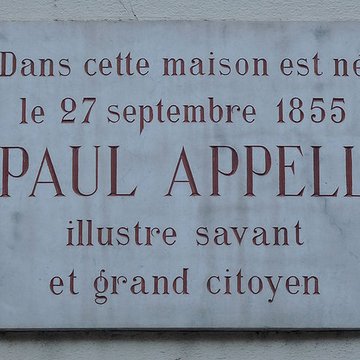 Dans cette maison est né
le 27 septembre 1855
PAUL APPELL
illustre savant
et grand citoyen